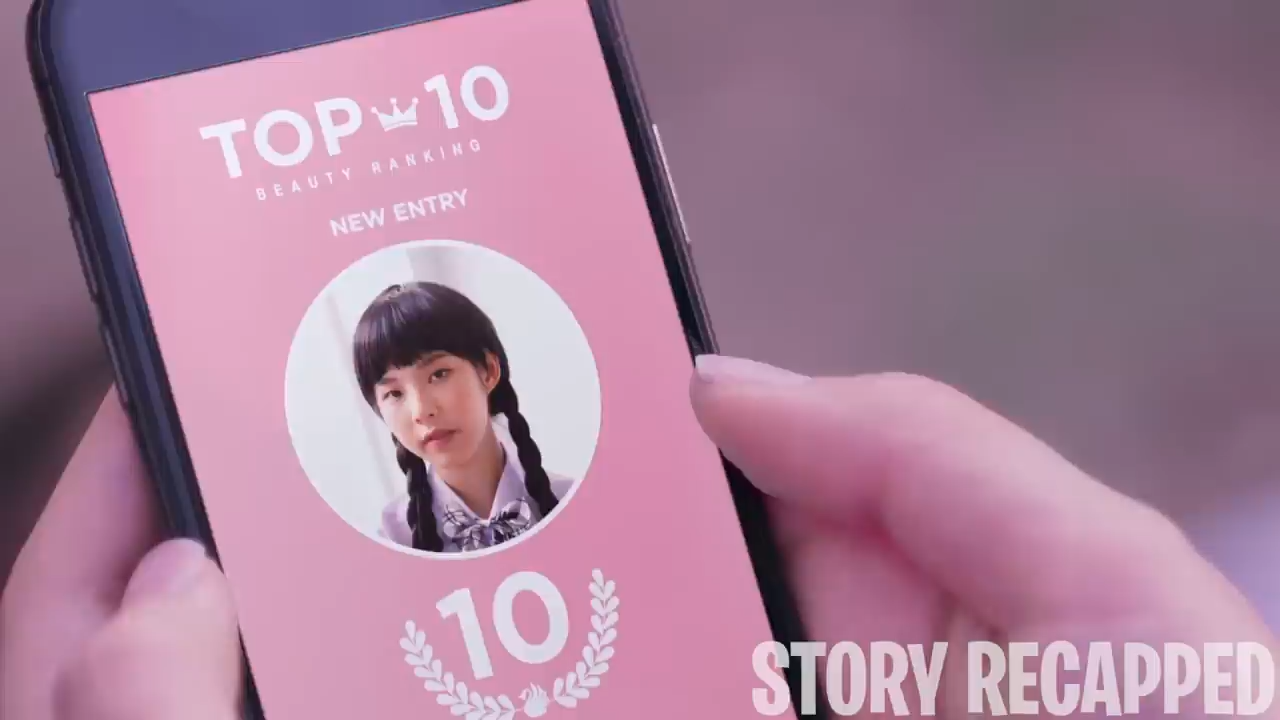 TOP 10
BEAUTY RANKING
NEW ENTRY
10
STORY RECAPPED